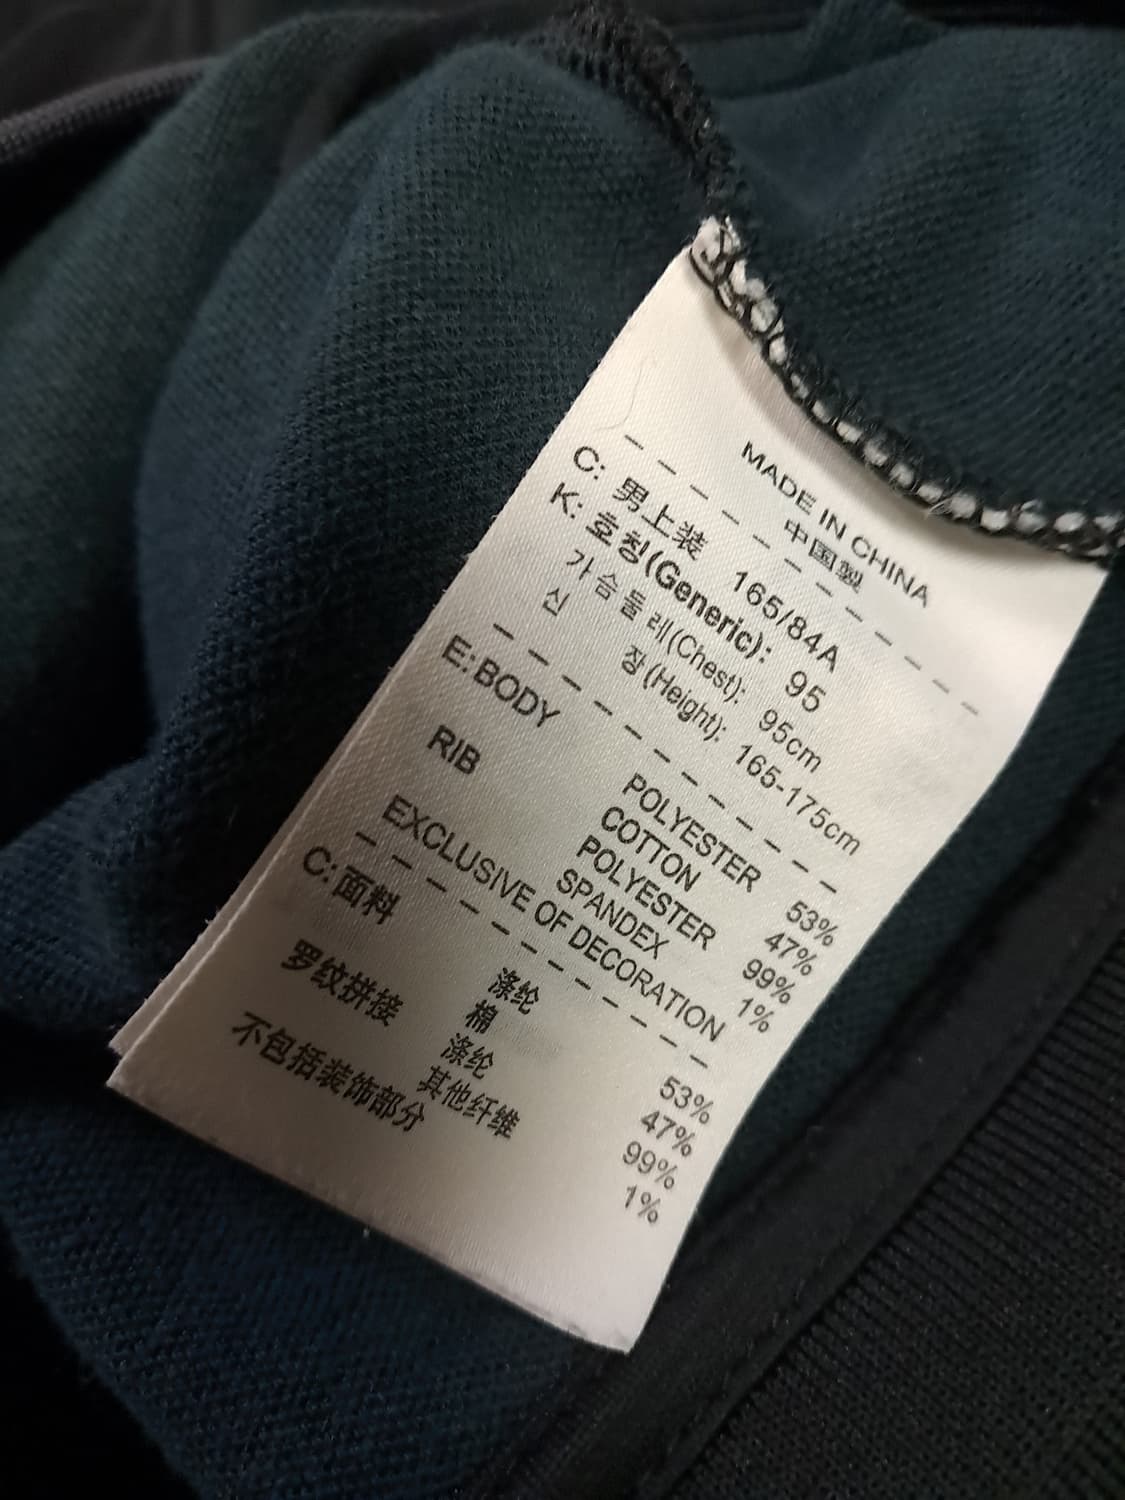 MADE IN CHINA
中国製
C: 男上装 165/84A
K: 호칭(Generic): 95
가슴둘레(Chest): 95cm
신 장(Height): 165-175cm
E: BODY POLYESTER 53%
COTTON 47%
RIB POLYESTER 99%
SPANDEX 1%
EXCLUSIVE OF DECORATION
C: 面料 涤纶 53%
棉 47%
罗纹拼接 涤纶 99%
其他纤维 1%
不包括装饰部分